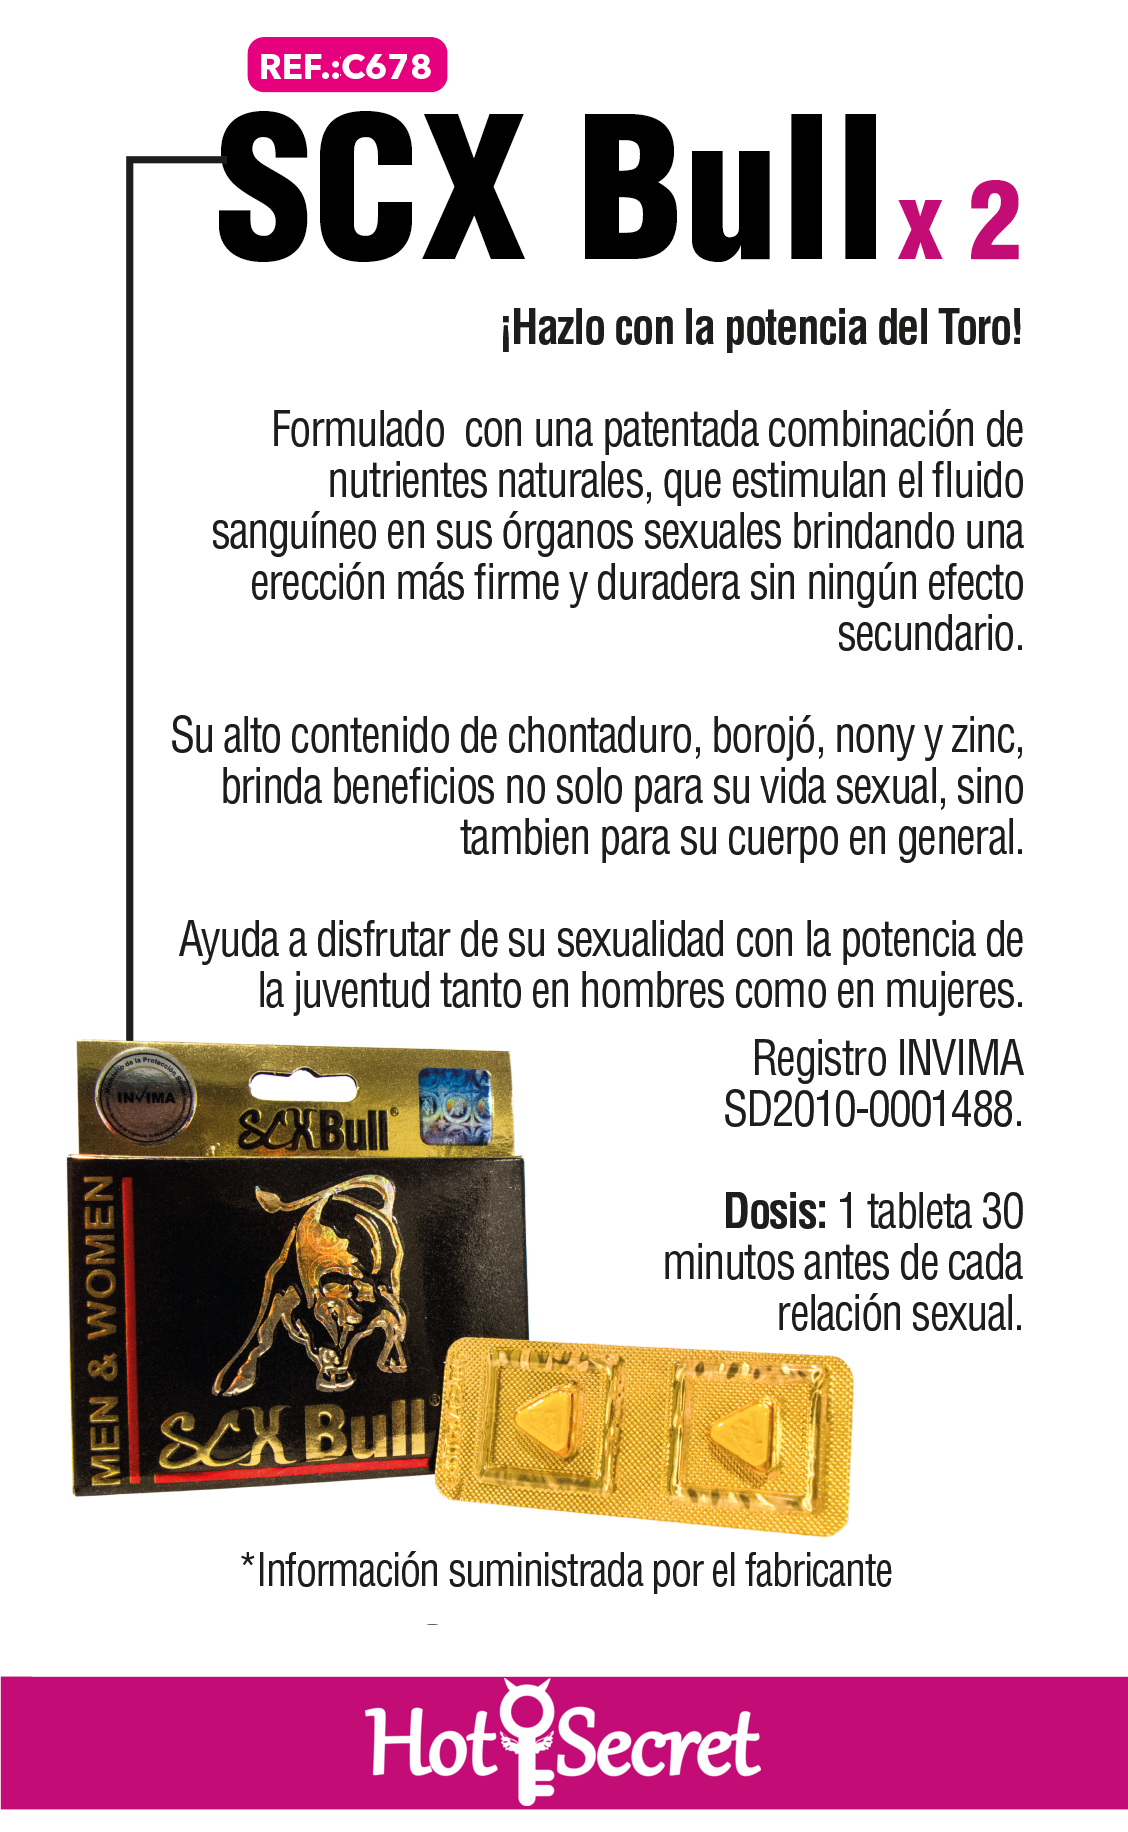 REF.:C678
SCX Bull x 2
¡Hazlo con la potencia del Toro!
Formulado con una patentada combinación de
nutrientes naturales, que estimulan el fluido
sanguíneo en sus órganos sexuales brindando una
erección más firme y duradera sin ningún efecto
secundario.
Su alto contenido de chontaduro, borojó, nony y zinc,
brinda beneficios no solo para su vida sexual, sino
tambien para su cuerpo en general.
Ayuda a disfrutar de su sexualidad con la potencia de
la juventud tanto en hombres como en mujeres.
Registro INVIMA
SD2010-0001488.
Dosis: 1 tableta 30
minutos antes de cada
relación sexual.
de la Protección
INVIMA
SCXBull®
MEN & WOMEN
SCX Bull®
*Información suministrada por el fabricante
Hot Secret